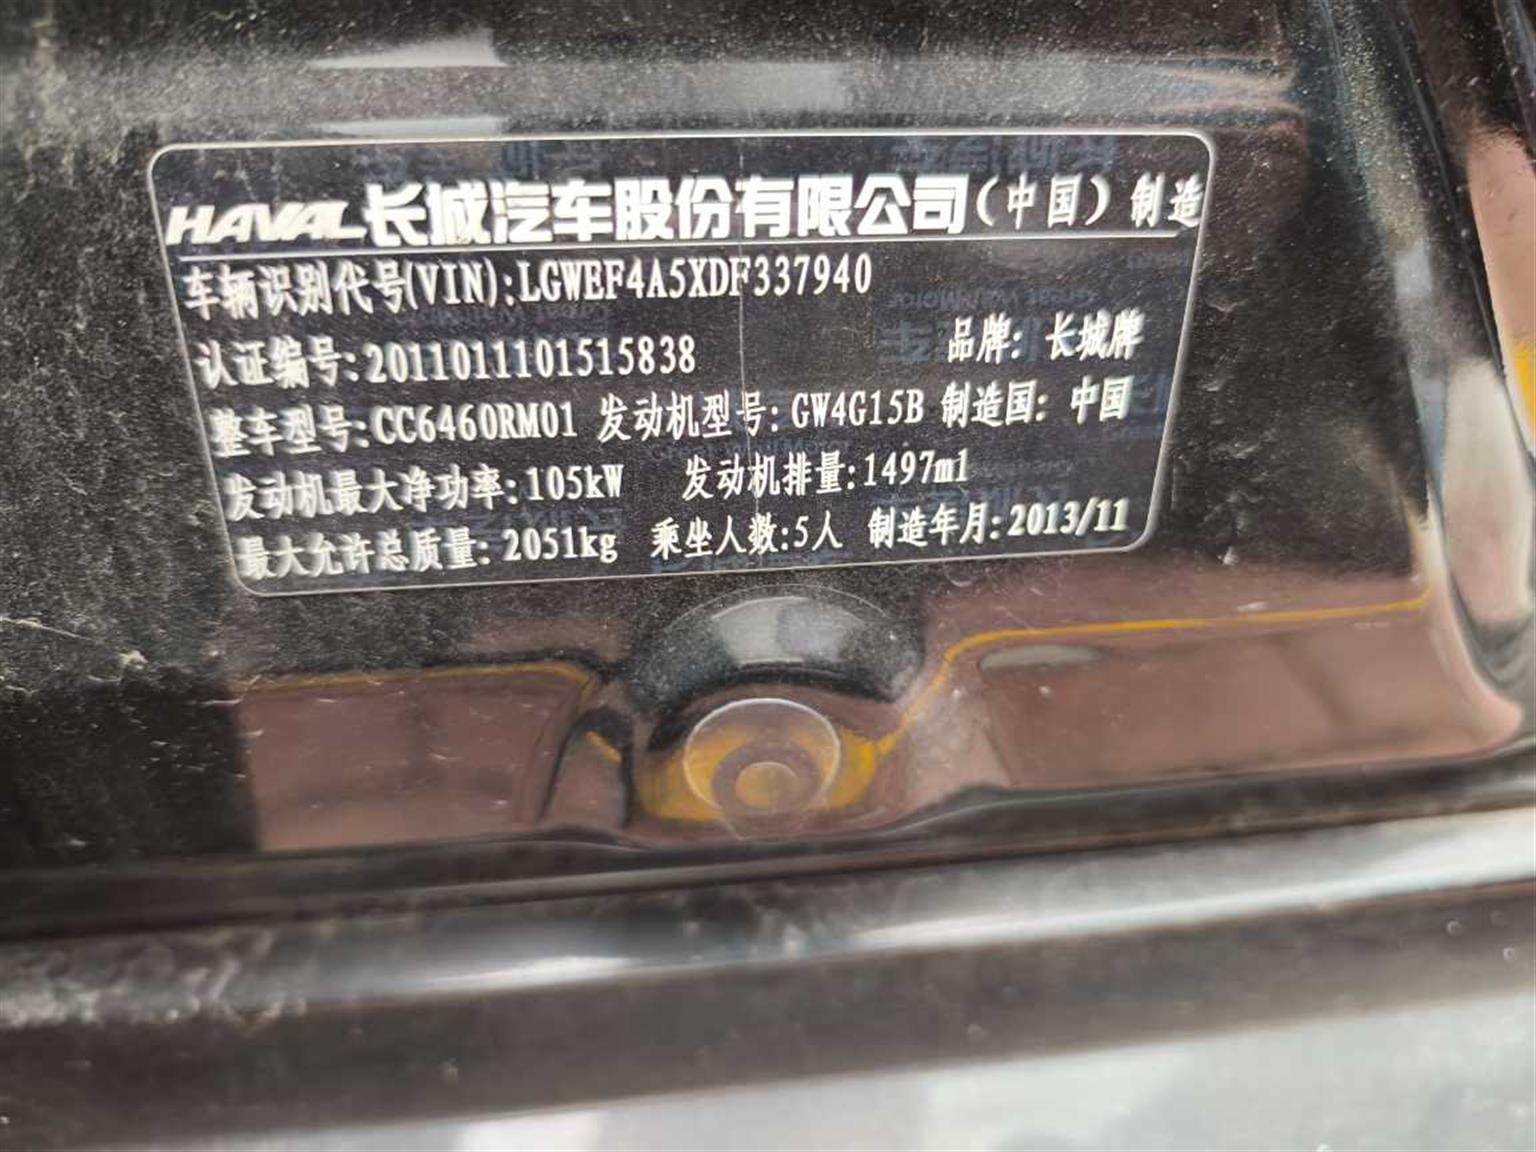 HAVAL长城汽车股份有限公司(中国)制造
车辆识别代号(VIN):LGWEF4A5XDF337940
认证编号:2011011101515838 品牌:长城牌
整车型号:CC6460RM01 发动机型号:GW4G15B 制造国:中国
发动机最大净功率:105kW 发动机排量:1497ml
最大允许总质量:2051kg 乘坐人数:5人 制造年月:2013/11